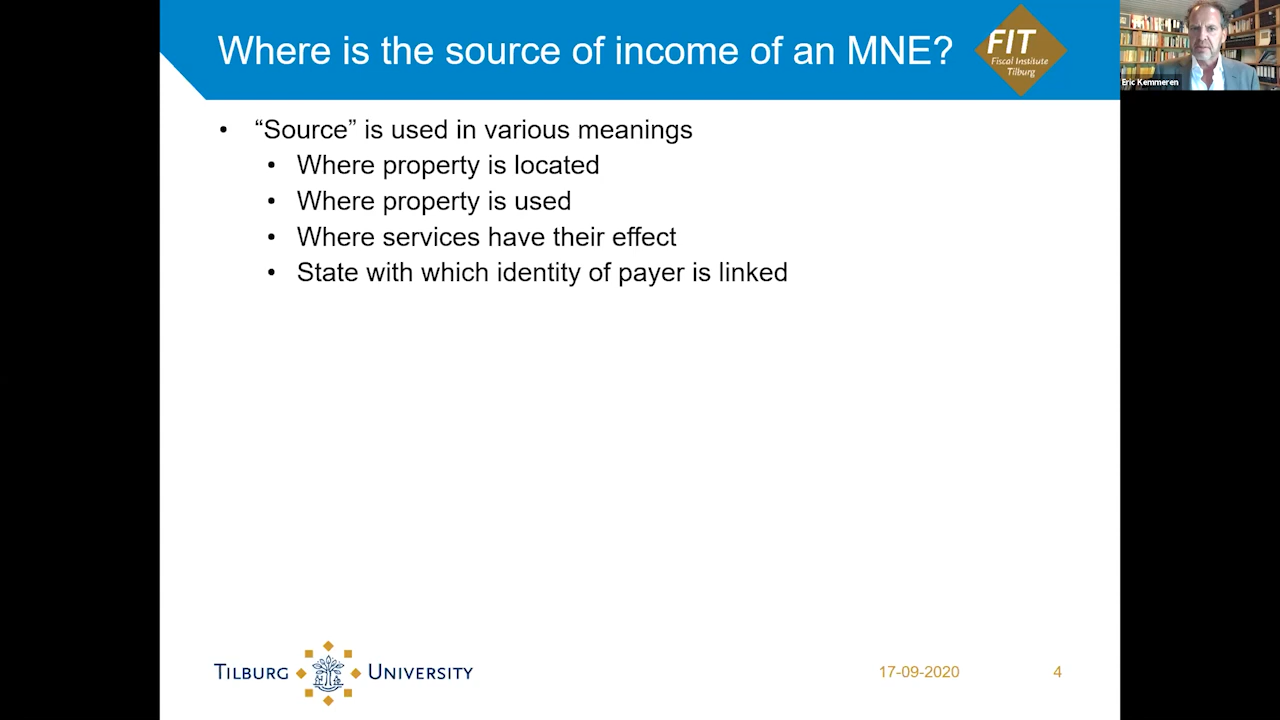 Where is the source of income of an MNE?
FIT
Fiscal Institute
Tilburg
Eric Kemmeren
• “Source” is used in various meanings
• Where property is located
• Where property is used
• Where services have their effect
• State with which identity of payer is linked
TILBURG UNIVERSITY
17-09-2020
4